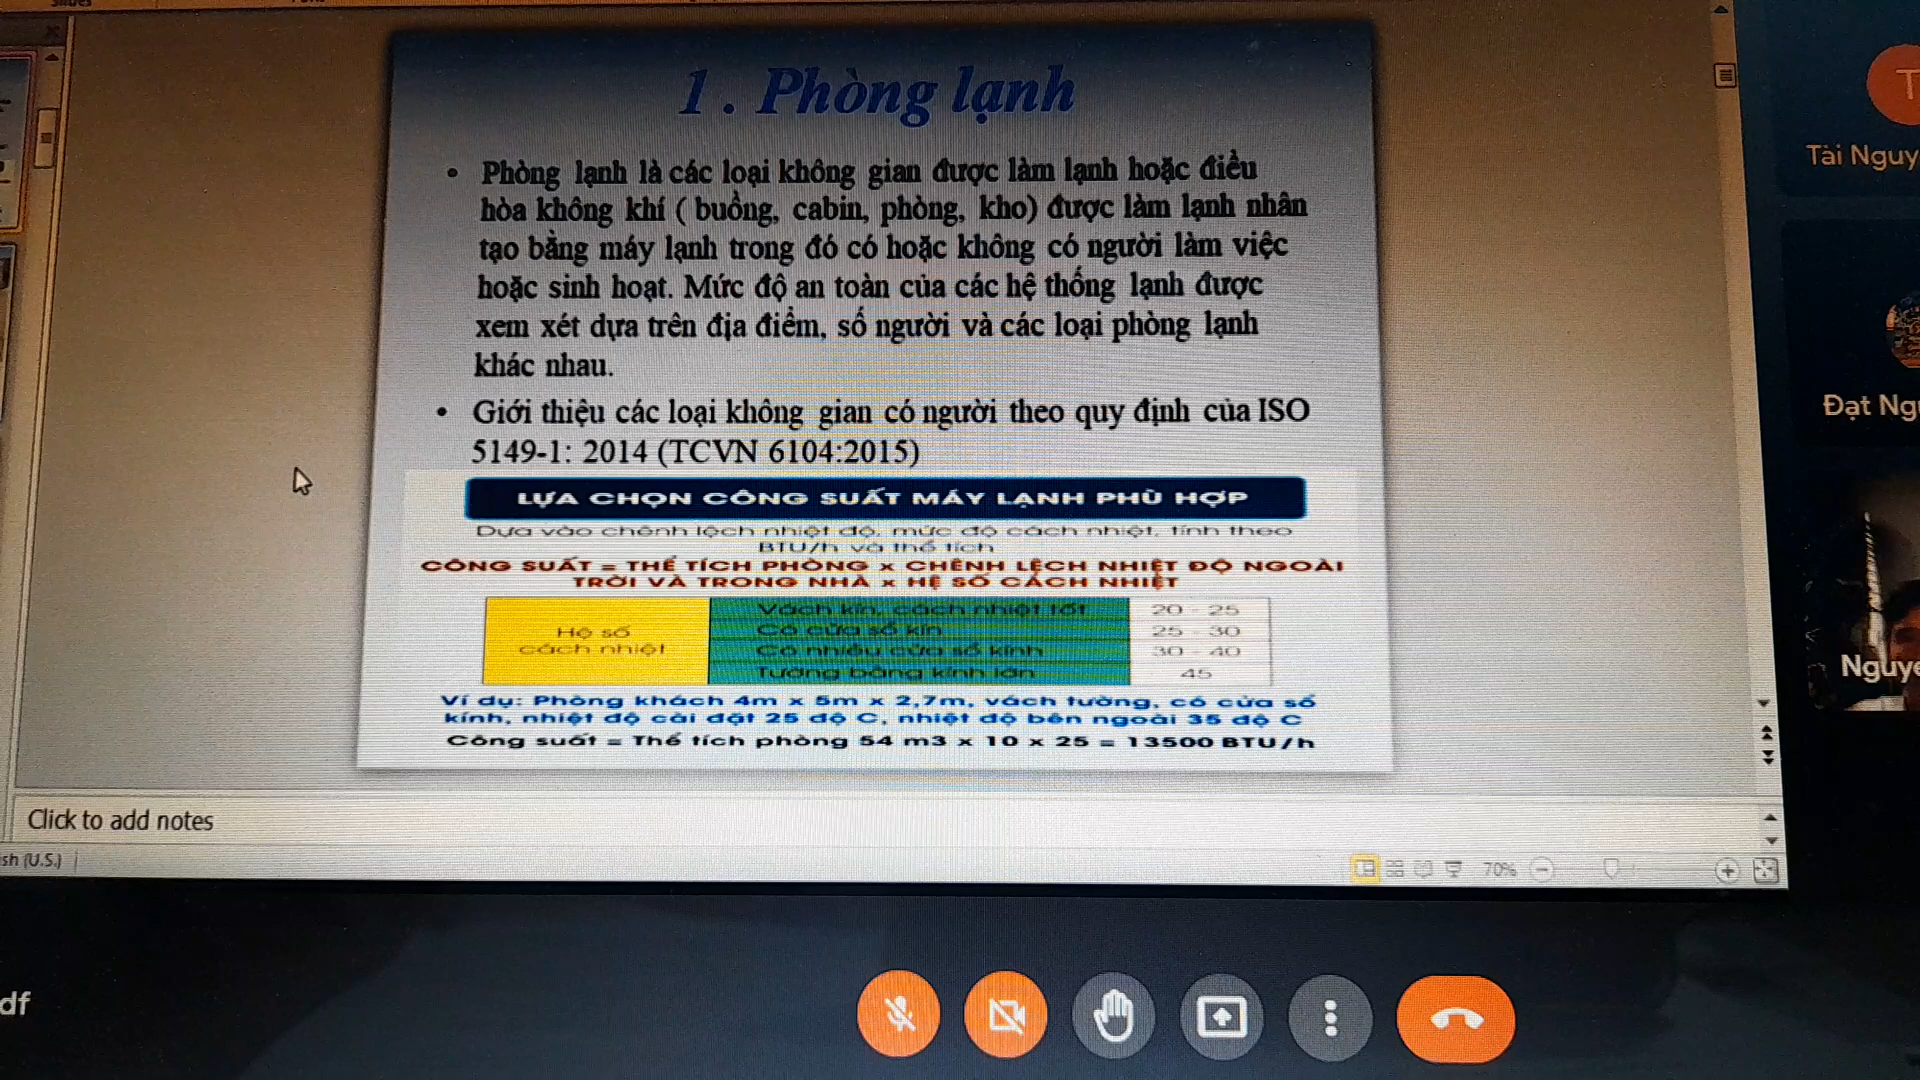 1 . Phòng lạnh
• Phòng lạnh là các loại không gian được làm lạnh hoặc điều
hòa không khí ( buồng, cabin, phòng, kho) được làm lạnh nhân
tạo bằng máy lạnh trong đó có hoặc không có người làm việc
hoặc sinh hoạt. Mức độ an toàn của các hệ thống lạnh được
xem xét dựa trên địa điểm, số người và các loại phòng lạnh
khác nhau.
• Giới thiệu các loại không gian có người theo quy định của ISO
5149-1: 2014 (TCVN 6104:2015)
LỰA CHỌN CÔNG SUẤT MÁY LẠNH PHÙ HỢP
Dựa vào chênh lệch nhiệt độ, mức độ cách nhiệt, tính theo
BTU/h và thể tích
CÔNG SUẤT = THỂ TÍCH PHÒNG x CHÊNH LỆCH NHIỆT ĐỘ NGOÀI
TRỜI VÀ TRONG NHÀ x HỆ SỐ CÁCH NHIỆT
Hệ số
cách nhiệt
Vách kín, cách nhiệt tốt 20 - 25
Có cửa sổ kín 25 - 30
Có nhiều cửa sổ kính 30 - 40
Tường bằng kính lớn 45
Ví dụ: Phòng khách 4m x 5m x 2,7m, vách tường, có cửa sổ
kính, nhiệt độ cài đặt 25 độ C, nhiệt độ bên ngoài 35 độ C
Công suất = Thể tích phòng 54 m3 x 10 x 25 = 13500 BTU/h
Click to add notes
sh (U.S.)
70%
T
Tài Nguy
Đạt Ng
Nguy
df